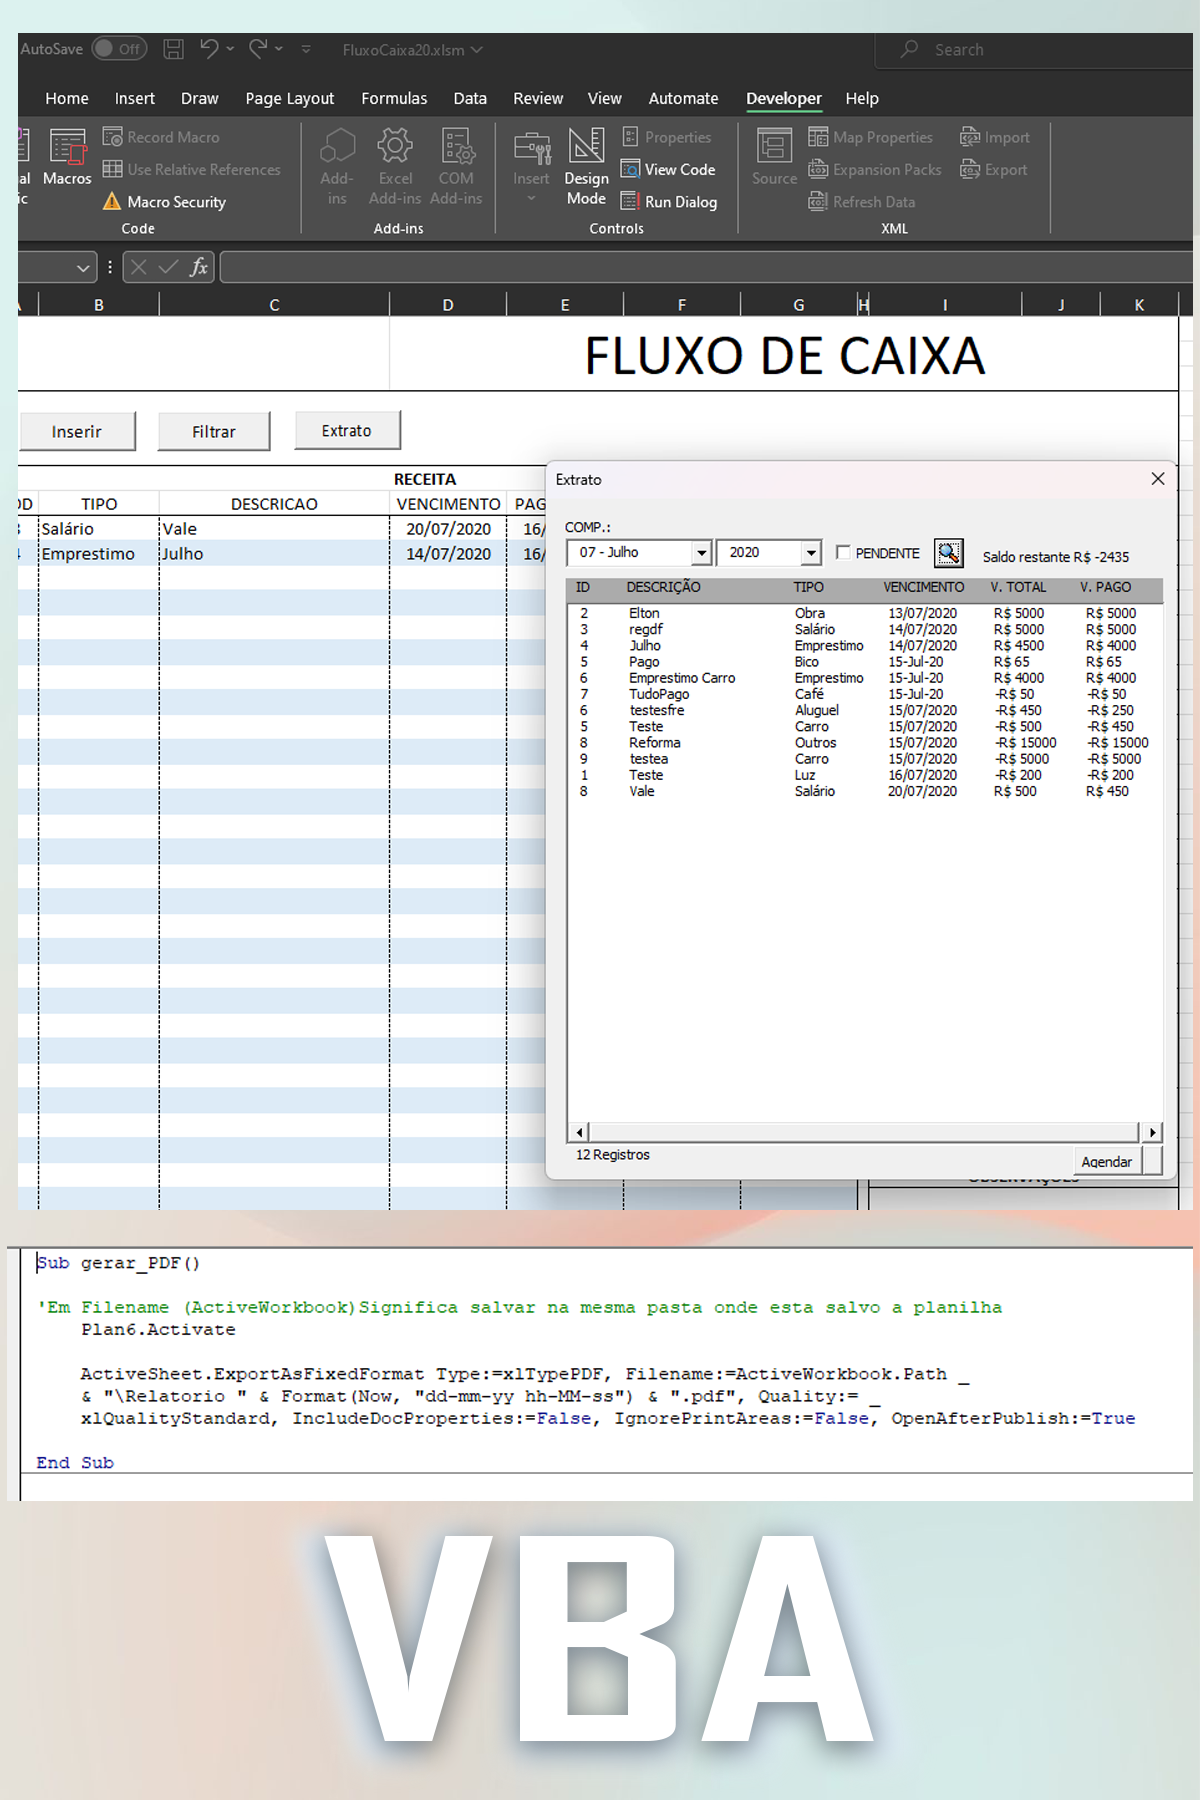 AutoSave Off FluxoCaixa20.xlsm Search
Home Insert Draw Page Layout Formulas Data Review View Automate Developer Help
Macros
Record Macro
Use Relative References
Macro Security
Code
Add-
ins
Excel
Add-ins
COM
Add-ins
Add-ins
Insert
Design
Mode
Properties
View Code
Run Dialog
Controls
Source
Map Properties
Expansion Packs
Refresh Data
Import
Export
XML
fx
B C D E F G H I J K
FLUXO DE CAIXA
Inserir Filtrar Extrato
RECEITA
TIPO DESCRICAO VENCIMENTO PAG
Salário Vale 20/07/2020 16/
Emprestimo Julho 14/07/2020 16/
Extrato
COMP.:
07 - Julho 2020 PENDENTE Saldo restante R$ -2435
ID DESCRIÇÃO TIPO VENCIMENTO V. TOTAL V. PAGO
2 Elton Obra 13/07/2020 R$ 5000 R$ 5000
3 regdf Salário 14/07/2020 R$ 5000 R$ 5000
4 Julho Emprestimo 14/07/2020 R$ 4500 R$ 4000
5 Pago Bico 15-Jul-20 R$ 65 R$ 65
6 Emprestimo Carro Emprestimo 15-Jul-20 R$ 4000 R$ 4000
7 TudoPago Café 15-Jul-20 -R$ 50 -R$ 50
6 testesfre Aluguel 15/07/2020 -R$ 450 -R$ 250
5 Teste Carro 15/07/2020 -R$ 500 -R$ 450
8 Reforma Outros 15/07/2020 -R$ 15000 -R$ 15000
9 testea Carro 15/07/2020 -R$ 5000 -R$ 5000
1 Teste Luz 16/07/2020 -R$ 200 -R$ 200
8 Vale Salário 20/07/2020 R$ 500 R$ 450
12 Registros
Agendar
Sub gerar_PDF()
'Em Filename (ActiveWorkbook)Significa salvar na mesma pasta onde esta salvo a planilha
Plan6.Activate
ActiveSheet.ExportAsFixedFormat Type:=xlTypePDF, Filename:=ActiveWorkbook.Path _
& "\Relatorio " & Format(Now, "dd-mm-yy hh-MM-ss") & ".pdf", Quality:= _
xlQualityStandard, IncludeDocProperties:=False, IgnorePrintAreas:=False, OpenAfterPublish:=True
End Sub
VBA